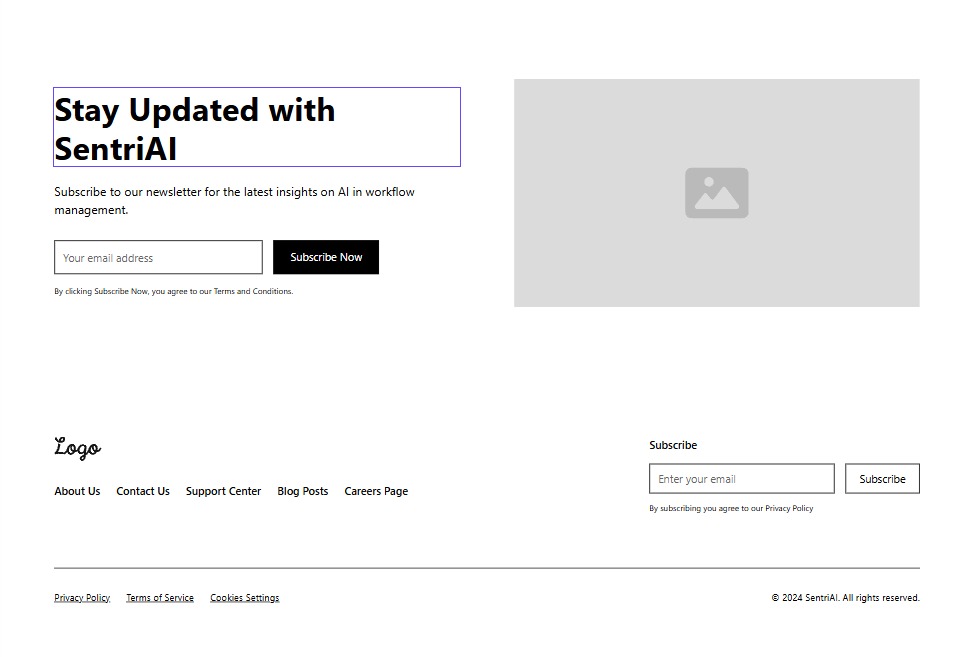 Stay Updated with
SentriAI
Subscribe to our newsletter for the latest insights on AI in workflow
management.
Your email address
Subscribe Now
By clicking Subscribe Now, you agree to our Terms and Conditions.
Logo
About Us Contact Us Support Center Blog Posts Careers Page
Subscribe
Enter your email
Subscribe
By subscribing you agree to our Privacy Policy
Privacy Policy Terms of Service Cookies Settings
© 2024 SentriAI. All rights reserved.